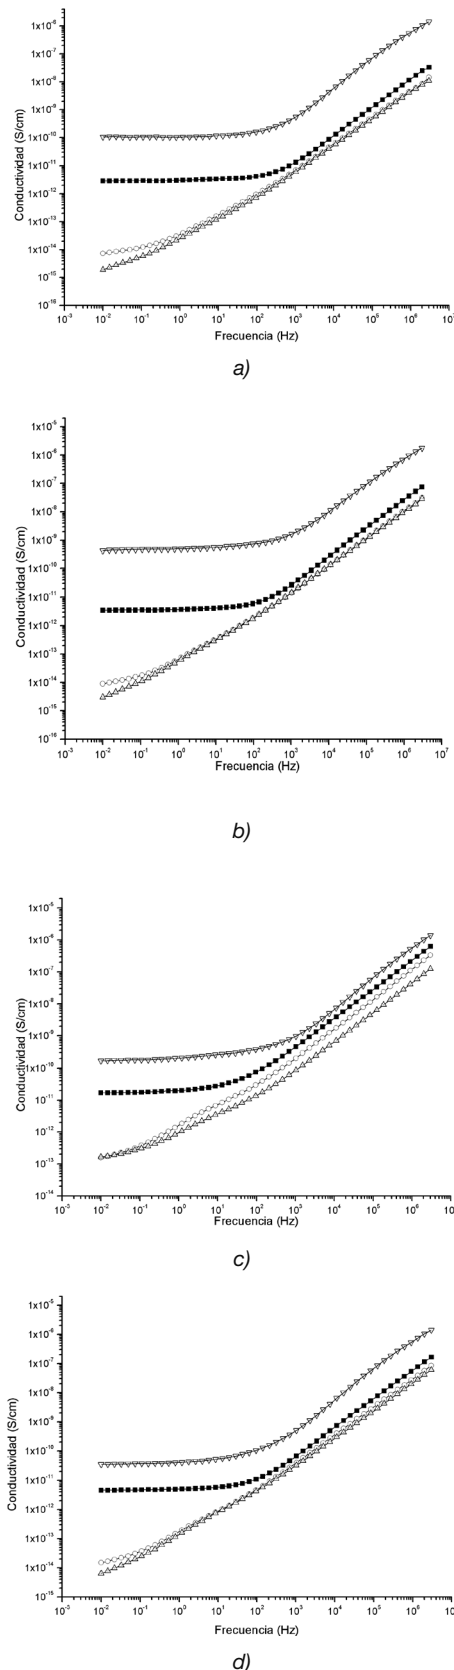 1x10⁻⁶
1x10⁻⁷
1x10⁻⁸
1x10⁻⁹
1x10⁻¹⁰
1x10⁻¹¹
1x10⁻¹²
1x10⁻¹³
1x10⁻¹⁴
1x10⁻¹⁵
1x10⁻¹⁶
Conductividad (S/cm)
10⁻³ 10⁻² 10⁻¹ 10⁰ 10¹ 10² 10³ 10⁴ 10⁵ 10⁶ 10⁷
Frecuencia (Hz)
a)
1x10⁻⁵
1x10⁻⁶
1x10⁻⁷
1x10⁻⁸
1x10⁻⁹
1x10⁻¹⁰
1x10⁻¹¹
1x10⁻¹²
1x10⁻¹³
1x10⁻¹⁴
1x10⁻¹⁵
1x10⁻¹⁶
Conductividad (S/cm)
10⁻³ 10⁻² 10⁻¹ 10⁰ 10¹ 10² 10³ 10⁴ 10⁵ 10⁶ 10⁷
Frecuencia (Hz)
b)
1x10⁻⁵
1x10⁻⁶
1x10⁻⁷
1x10⁻⁸
1x10⁻⁹
1x10⁻¹⁰
1x10⁻¹¹
1x10⁻¹²
1x10⁻¹³
1x10⁻¹⁴
Conductividad (S/cm)
10⁻³ 10⁻² 10⁻¹ 10⁰ 10¹ 10² 10³ 10⁴ 10⁵ 10⁶
Frecuencia (Hz)
c)
1x10⁻⁵
1x10⁻⁶
1x10⁻⁷
1x10⁻⁸
1x10⁻⁹
1x10⁻¹⁰
1x10⁻¹¹
1x10⁻¹²
1x10⁻¹³
1x10⁻¹⁴
1x10⁻¹⁵
Conductividad (S/cm)
10⁻³ 10⁻² 10⁻¹ 10⁰ 10¹ 10² 10³ 10⁴ 10⁵ 10⁶
Frecuencia (Hz)
d)